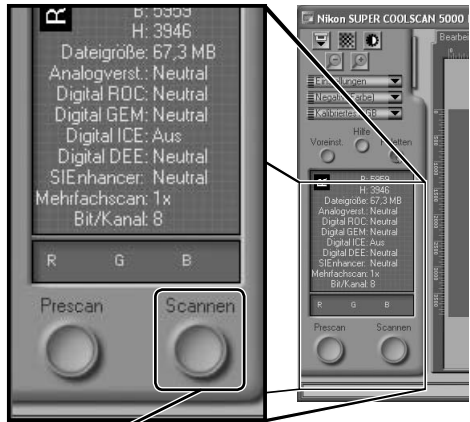 R
B: 5959
H: 3946
Dateigröße: 67,3 MB
Analogverst.: Neutral
Digital ROC: Neutral
Digital GEM: Neutral
Digital ICE: Aus
Digital DEE: Neutral
SIEnhancer: Neutral
Mehrfachscan: 1x
Bit/Kanal: 8
R G B
Prescan Scannen
Nikon SUPER COOLSCAN 5000
Bearbei
Negativ
Hilfe
Voreinst.
R
B: 5959
H: 3946
Dateigröße: 67,3 MB
Analogverst.: Neutral
Digital ROC: Neutral
Digital GEM: Neutral
Digital ICE: Aus
Digital DEE: Neutral
SIEnhancer: Neutral
Mehrfachscan: 1x
Bit/Kanal: 8
R G B
Prescan Scannen